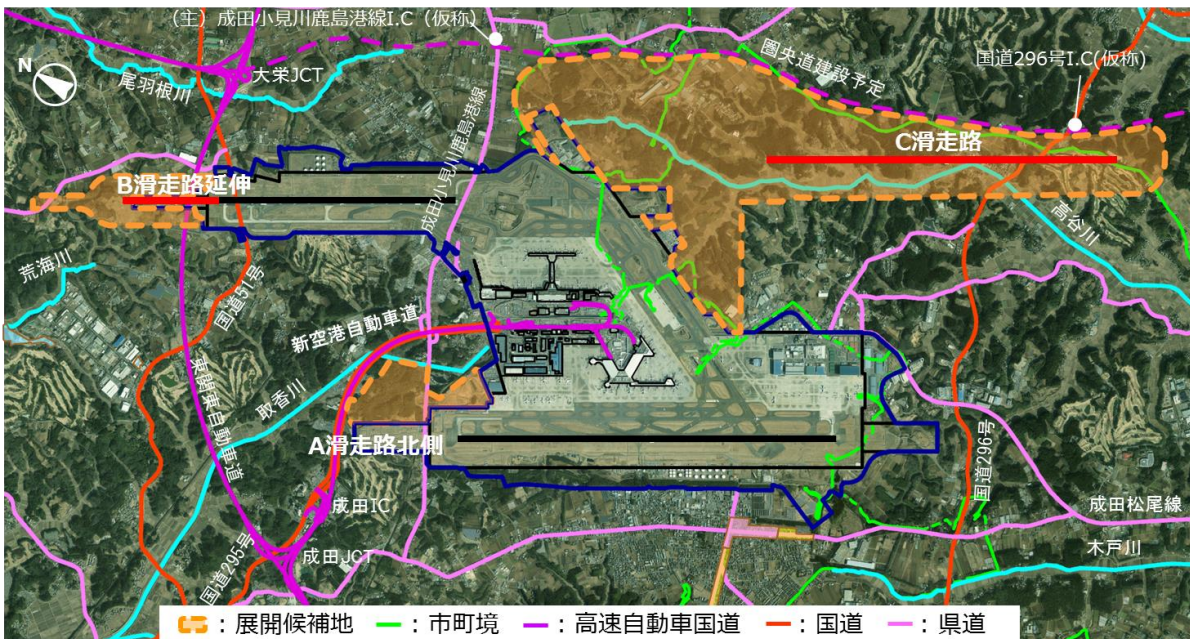 (主)成田小見川鹿島港線I.C(仮称)
N
大栄JCT
尾羽根川
圏央道建設予定
国道296号I.C(仮称)
成田小見川鹿島港線
C滑走路
B滑走路延伸
高谷川
荒海川
国道51号
新空港自動車道
取香川
東関東自動車道
A滑走路北側
国道296号
成田IC
成田松尾線
国道295号
成田JCT
木戸川
:展開候補地 :市町境 :高速自動車国道 :国道 :県道